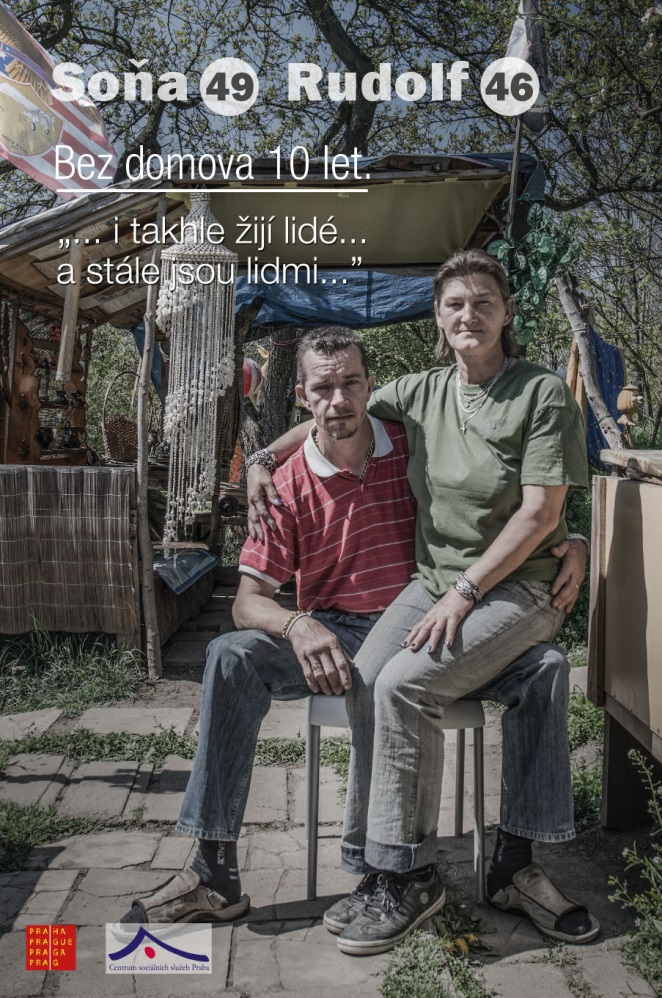 Soňa 49 Rudolf 46
Bez domova 10 let.
„... i takhle žijí lidé...
a stále jsou lidmi...”
PRAHA
PRAGUE
PRAGA
PRAG
Centrum sociálních služeb Praha